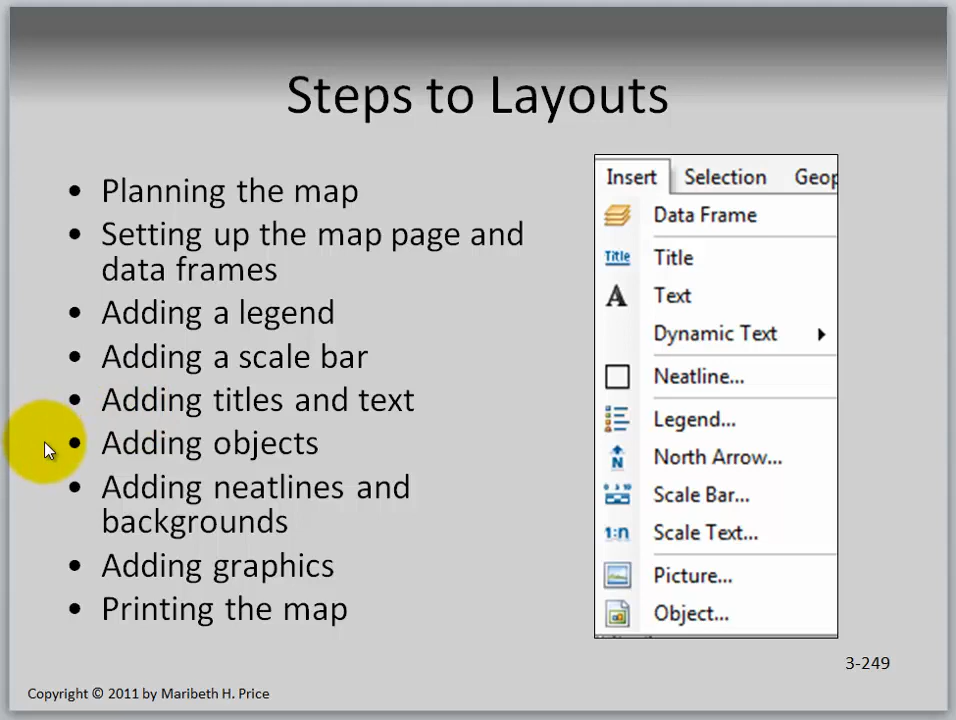 Steps to Layouts
• Planning the map
• Setting up the map page and
data frames
• Adding a legend
• Adding a scale bar
• Adding titles and text
• Adding objects
• Adding neatlines and
backgrounds
• Adding graphics
• Printing the map
Insert Selection Geop
Data Frame
Title Title
A Text
Dynamic Text
Neatline...
Legend...
N North Arrow...
Scale Bar...
1:n Scale Text...
Picture...
Object...
3-249
Copyright © 2011 by Maribeth H. Price